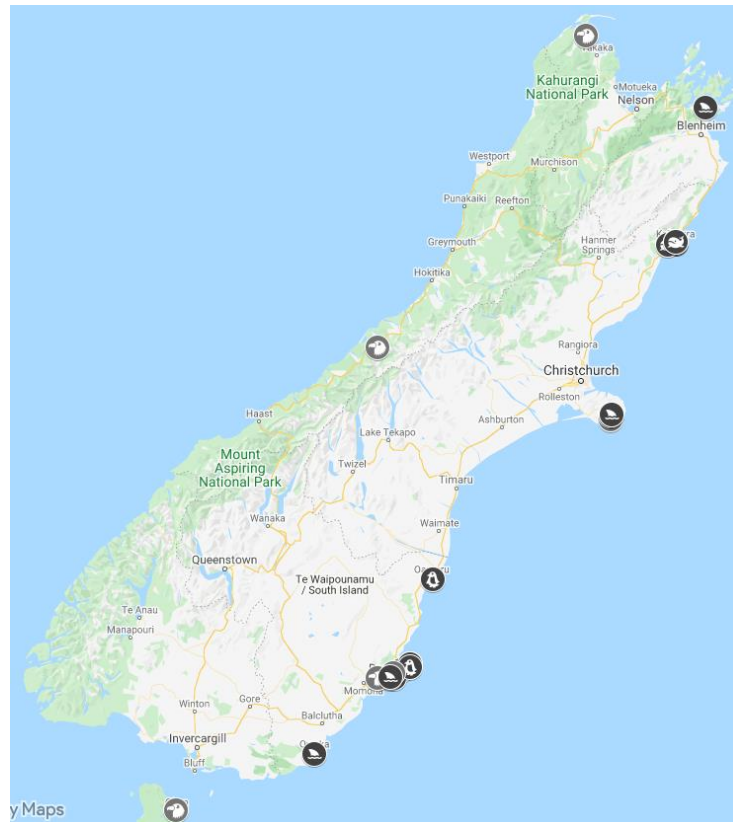 Kahurangi
National Park
Motueka
Nelson
Blenheim
Westport
Murchison
Punakaiki
Reefton
Greymouth
Hanmer
Springs
Hokitika
Rangiora
Christchurch
Rolleston
Haast
Ashburton
Lake Tekapo
Mount
Aspiring
National Park
Twizel
Timaru
Wanaka
Waimate
Queenstown
Te Waipounamu
/ South Island
Te Anau
Manapouri
Momona
Winton
Gore
Balclutha
Invercargill
Bluff
y Maps